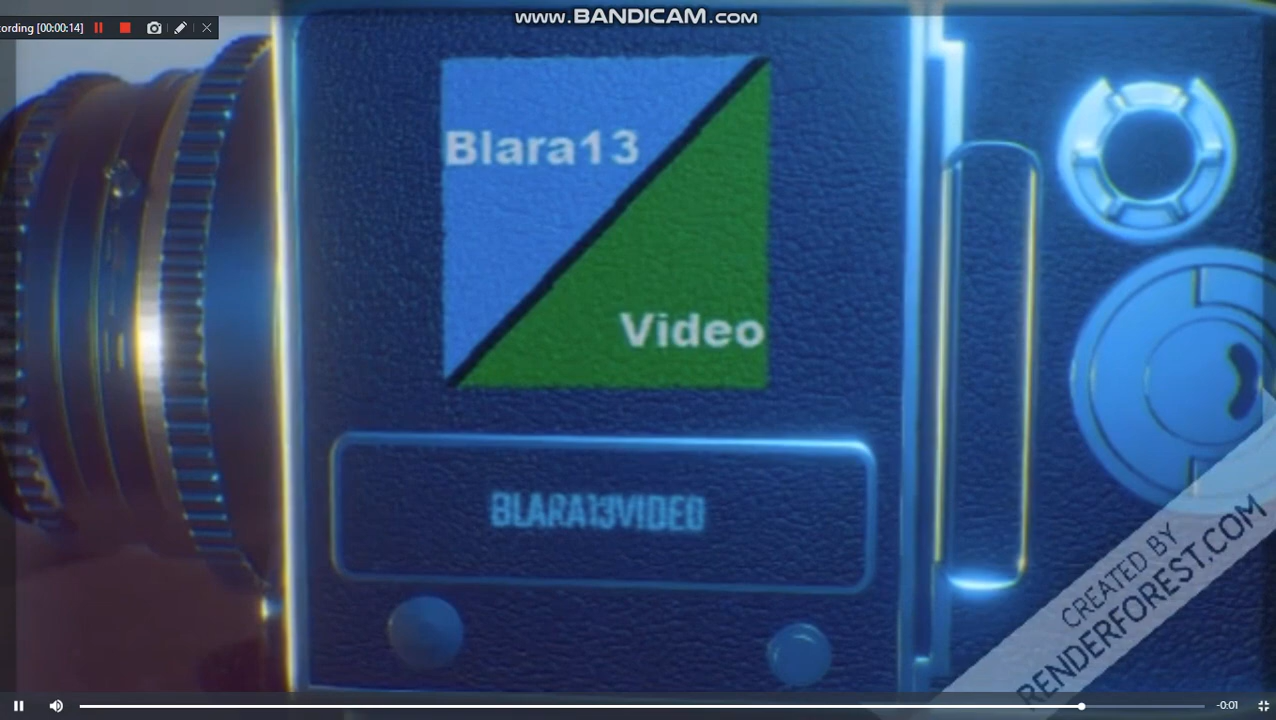 www.BANDICAM.com
ording [00:00:14]
Blara13
Video
BLARA13VIDEO
CREATED BY
RENDERFOREST.COM
-0:01